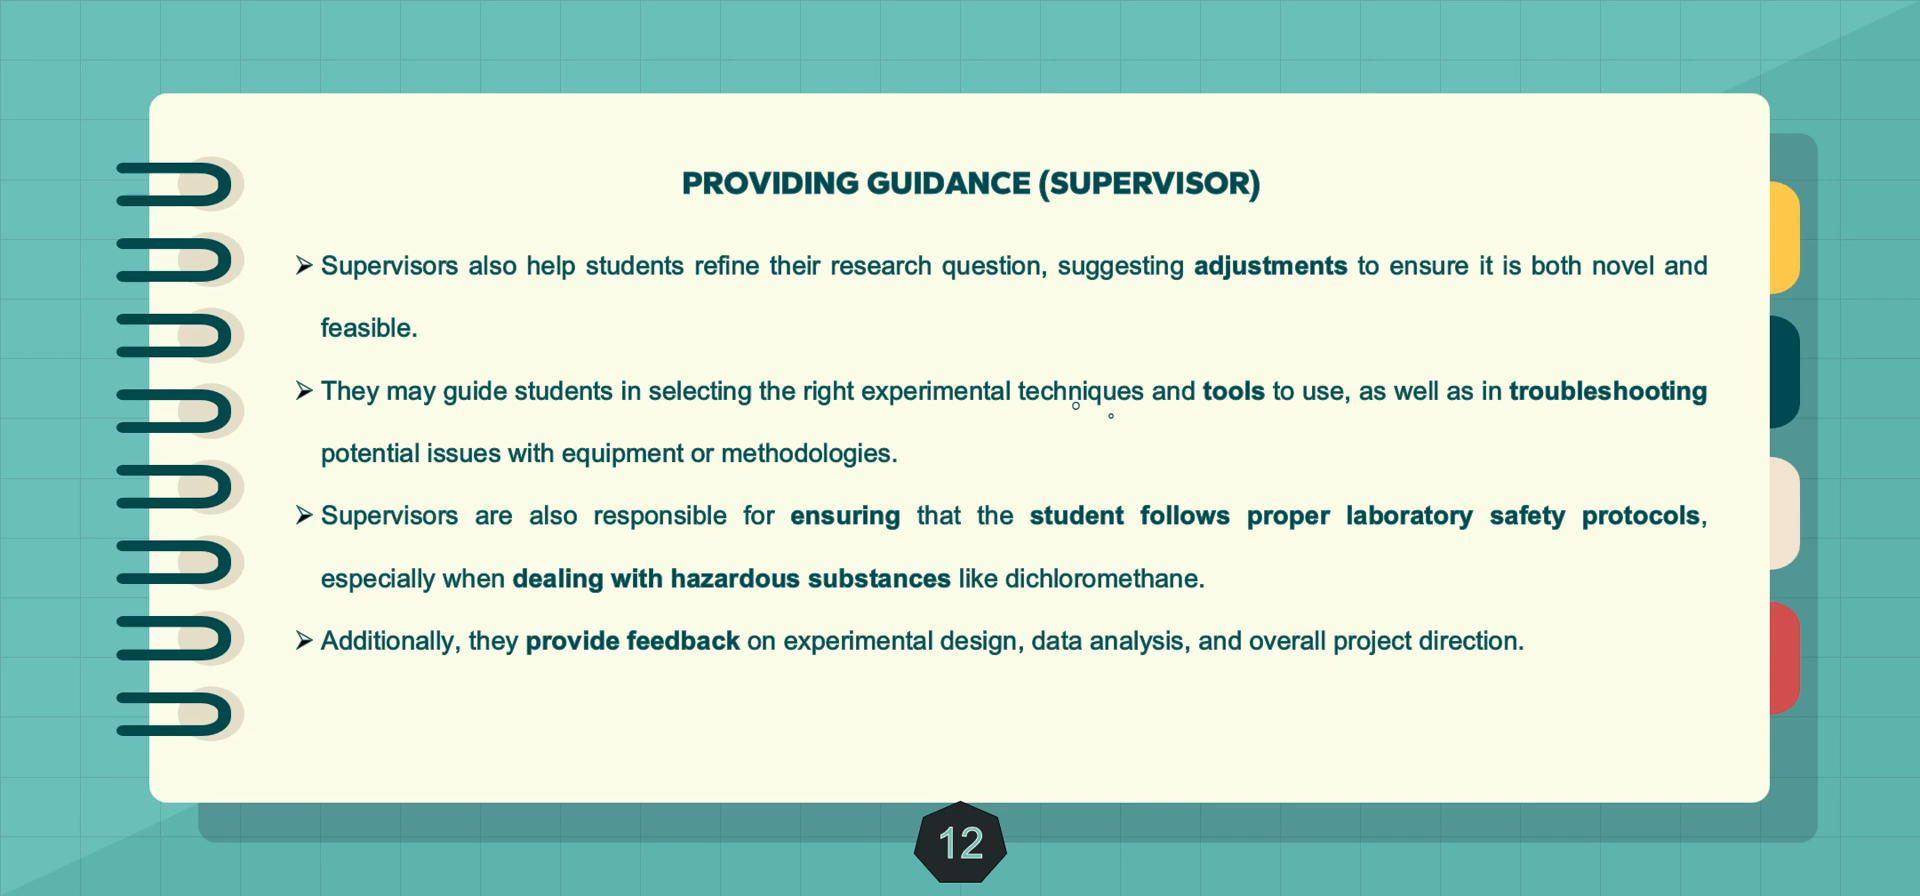 PROVIDING GUIDANCE (SUPERVISOR)
➢ Supervisors also help students refine their research question, suggesting adjustments to ensure it is both novel and
feasible.
➢ They may guide students in selecting the right experimental techniques and tools to use, as well as in troubleshooting
potential issues with equipment or methodologies.
➢ Supervisors are also responsible for ensuring that the student follows proper laboratory safety protocols,
especially when dealing with hazardous substances like dichloromethane.
➢ Additionally, they provide feedback on experimental design, data analysis, and overall project direction.
12